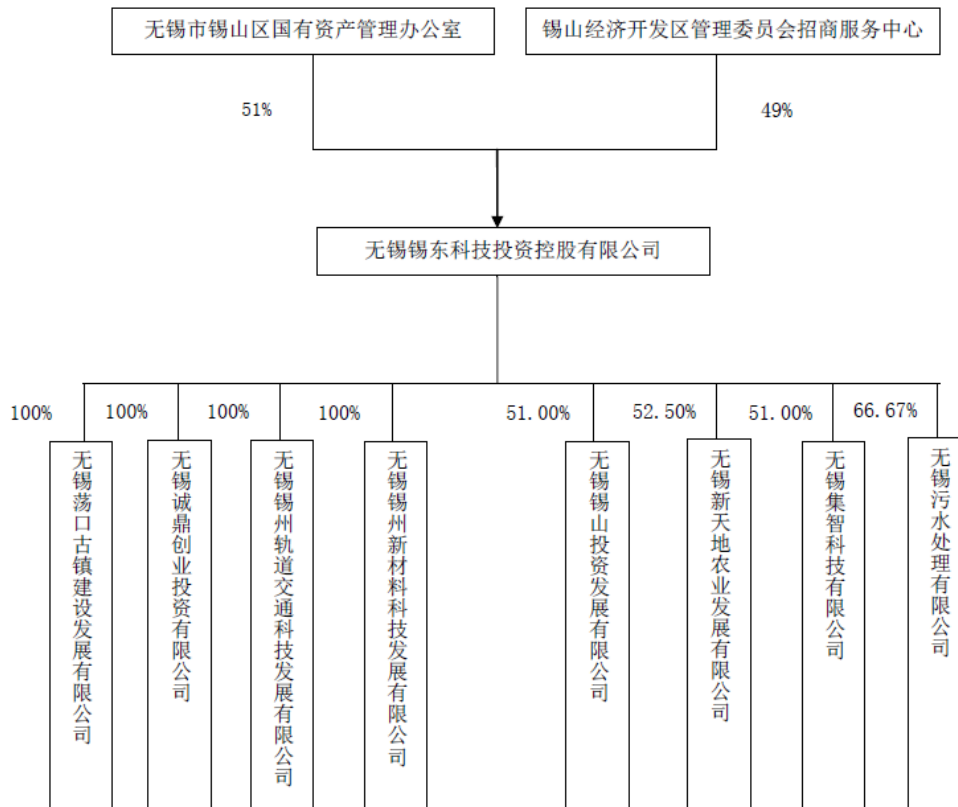 无锡市锡山区国有资产管理办公室
锡山经济开发区管理委员会招商服务中心
51%
49%
无锡锡东科技投资控股有限公司
100%
100%
100%
100%
51.00%
52.50%
51.00%
66.67%
无锡荡口古镇建设发展有限公司
无锡诚鼎创业投资有限公司
无锡锡州轨道交通科技发展有限公司
无锡锡州新材料科技发展有限公司
无锡锡山投资发展有限公司
无锡新天地农业发展有限公司
无锡集智科技有限公司
无锡污水处理有限公司